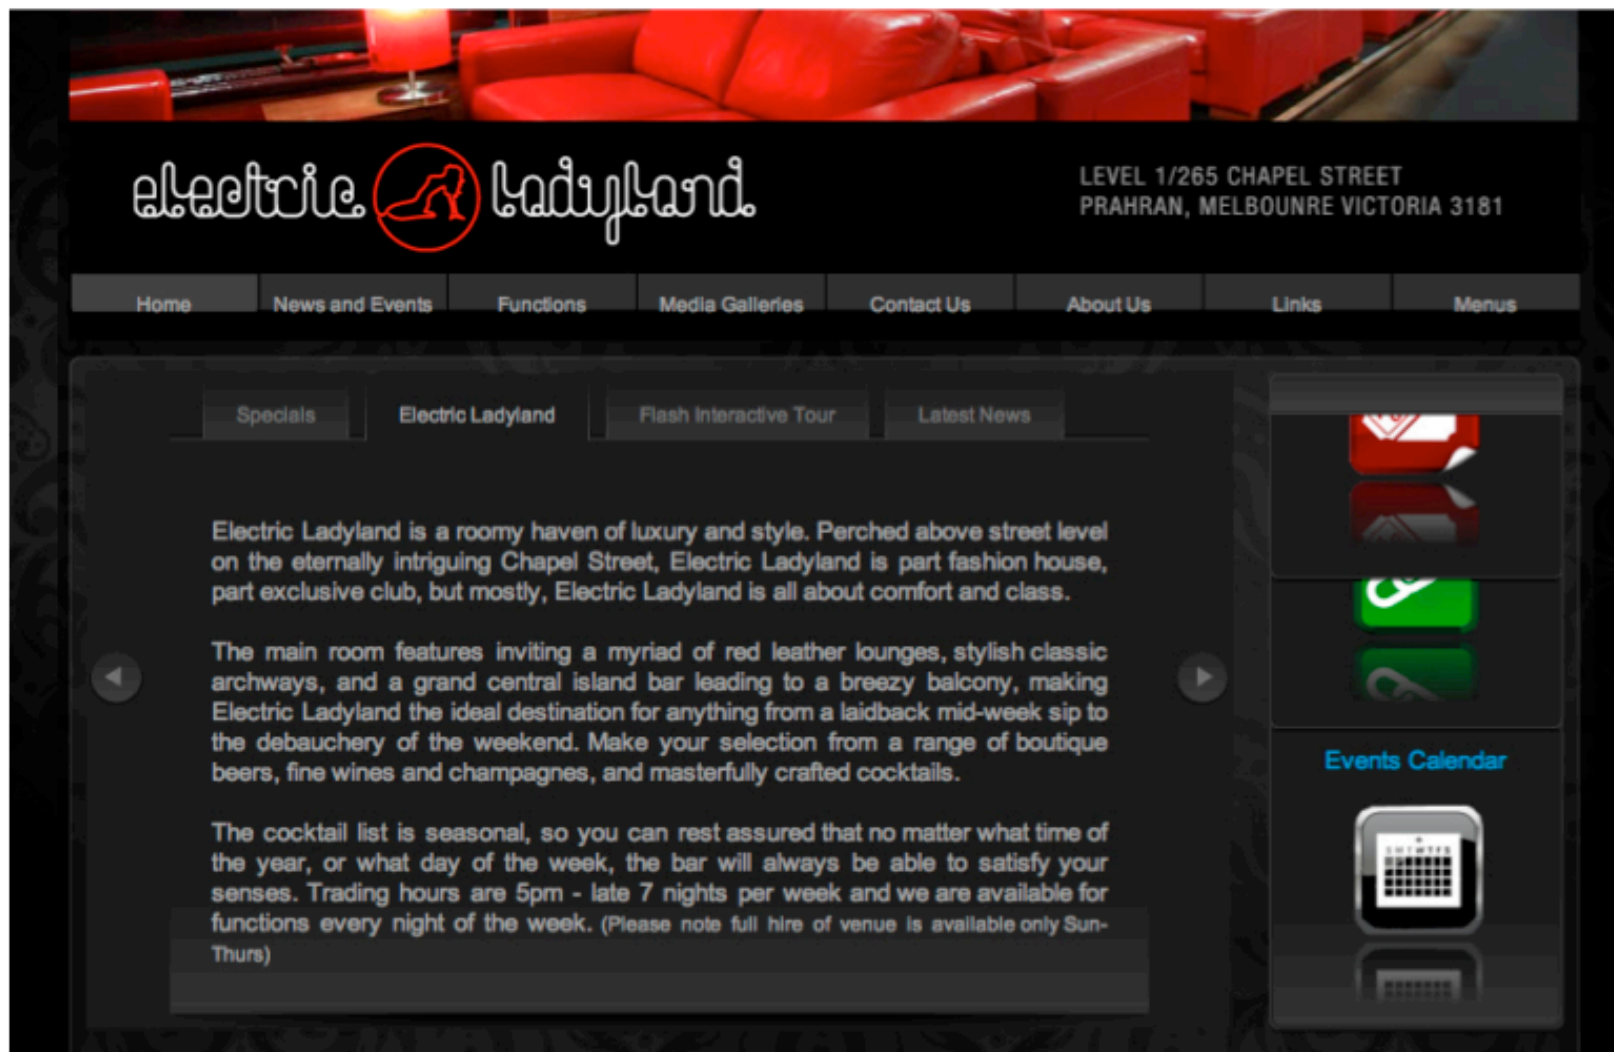 electric ladyland
LEVEL 1/265 CHAPEL STREET
PRAHRAN, MELBOUNRE VICTORIA 3181
Home
News and Events
Functions
Media Galleries
Contact Us
About Us
Links
Menus
Specials
Electric Ladyland
Flash Interactive Tour
Latest News
Electric Ladyland is a roomy haven of luxury and style. Perched above street level
on the eternally intriguing Chapel Street, Electric Ladyland is part fashion house,
part exclusive club, but mostly, Electric Ladyland is all about comfort and class.
The main room features inviting a myriad of red leather lounges, stylish classic
archways, and a grand central island bar leading to a breezy balcony, making
Electric Ladyland the ideal destination for anything from a laidback mid-week sip to
the debauchery of the weekend. Make your selection from a range of boutique
beers, fine wines and champagnes, and masterfully crafted cocktails.
The cocktail list is seasonal, so you can rest assured that no matter what time of
the year, or what day of the week, the bar will always be able to satisfy your
senses. Trading hours are 5pm - late 7 nights per week and we are available for
functions every night of the week. (Please note full hire of venue is available only Sun-
Thurs)
Events Calendar
SMTWTFS